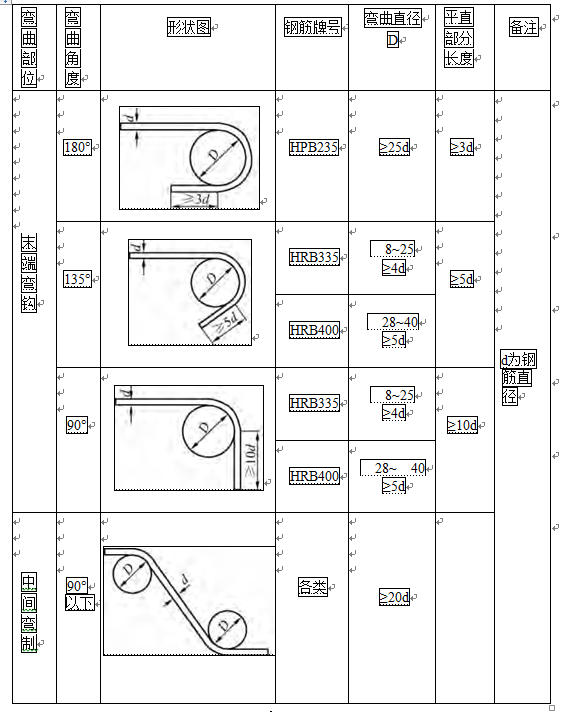 弯曲部位 弯曲角度 形状图 钢筋牌号 弯曲直径D 平直部分长度 备注
末端弯钩 180° d D ≥3d HPB235 ≥25d ≥3d d为钢筋直径
135° d D ≥5d HRB335 8~25 ≥4d ≥5d
HRB400 28~40 ≥5d
90° d D ≥10d HRB335 8~25 ≥4d ≥10d
HRB400 28~ 40 ≥5d
中间弯制 90°以下 D d D 各类 ≥20d